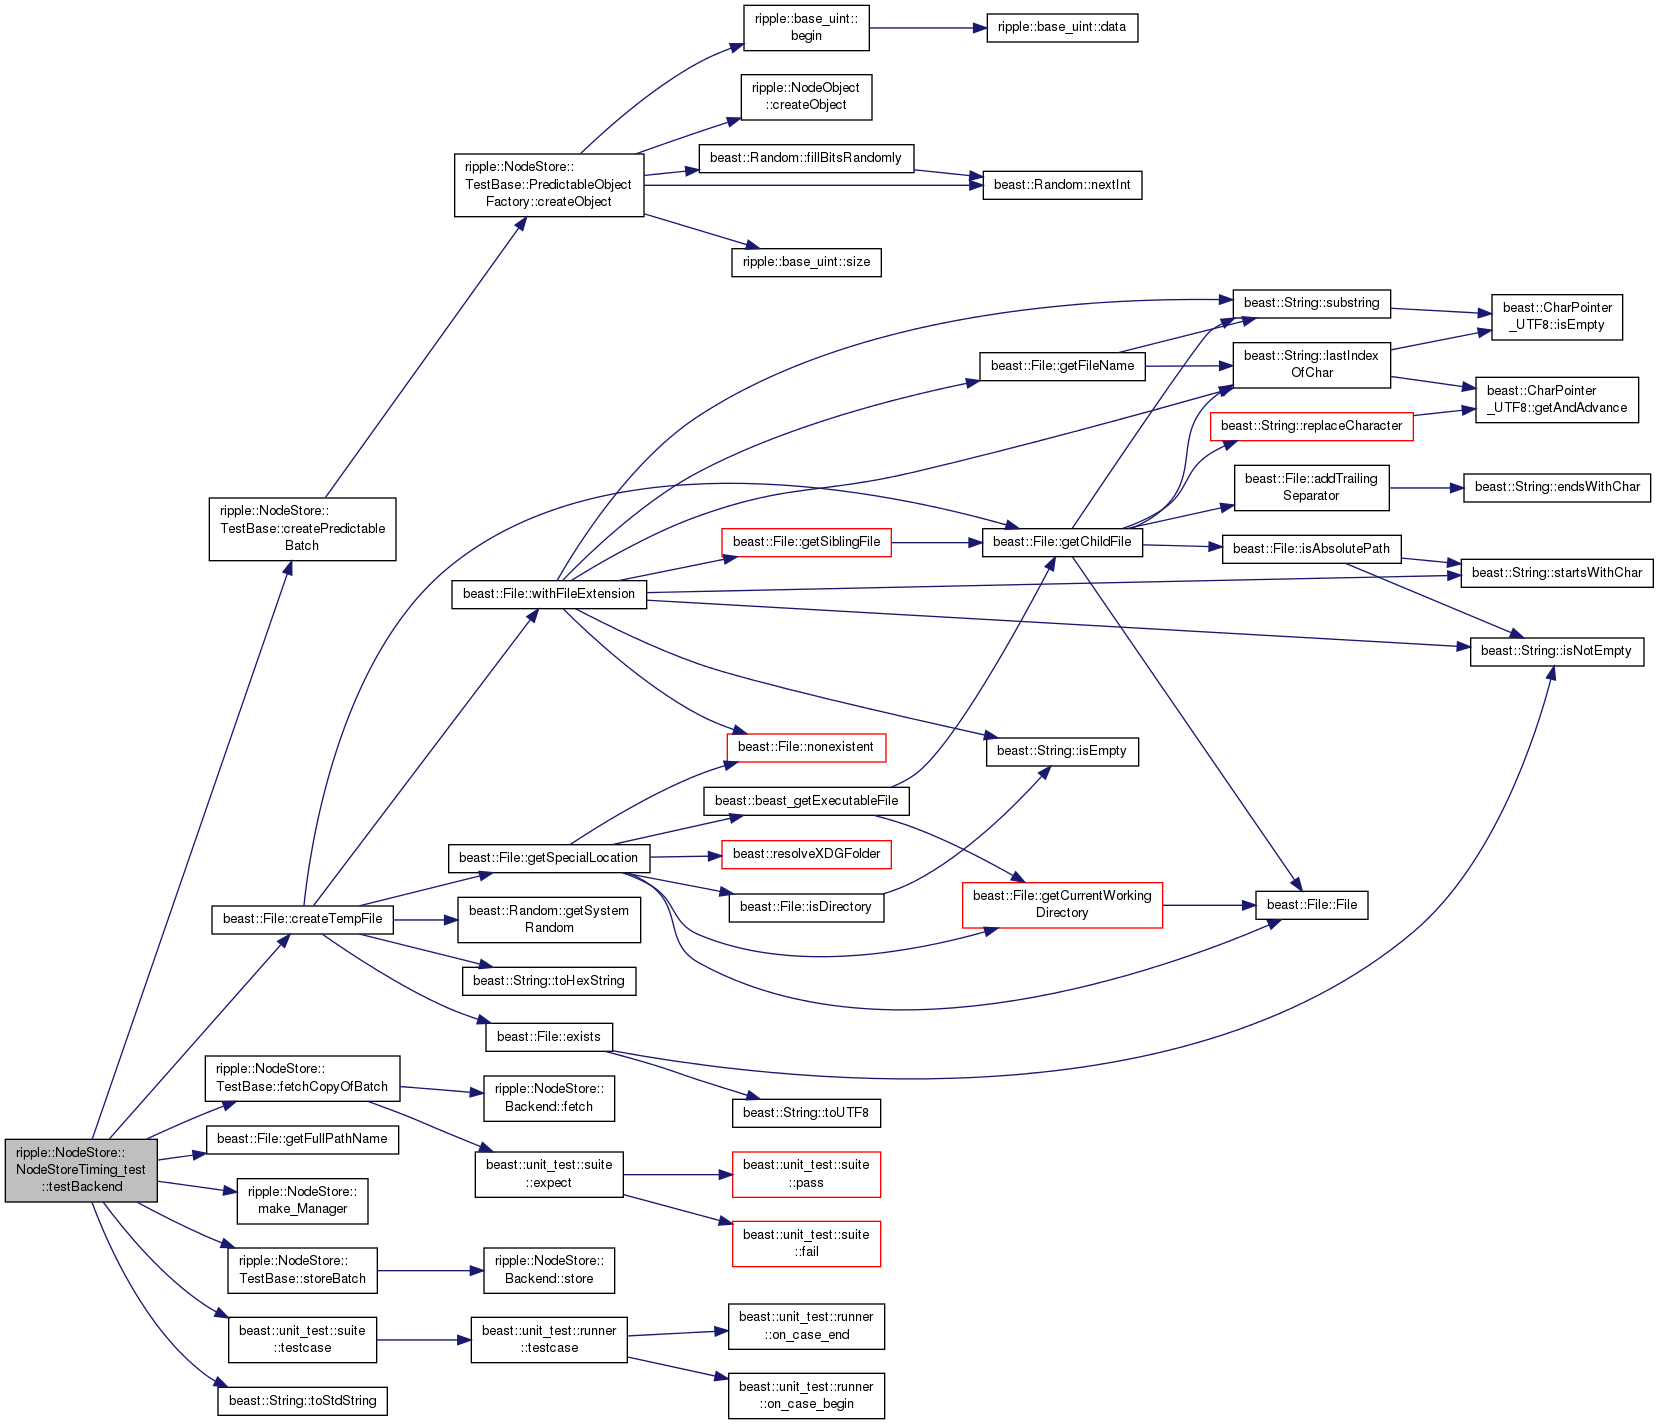 ripple::base_uint::
begin
ripple::base_uint::data
ripple::NodeObject
::createObject
beast::Random::fillBitsRandomly
ripple::NodeStore::
TestBase::PredictableObject
Factory::createObject
beast::Random::nextInt
ripple::base_uint::size
beast::String::substring
beast::CharPointer
_UTF8::isEmpty
beast::File::getFileName
beast::String::lastIndex
OfChar
beast::CharPointer
_UTF8::getAndAdvance
beast::String::replaceCharacter
beast::File::addTrailing
Separator
beast::String::endsWithChar
ripple::NodeStore::
TestBase::createPredictable
Batch
beast::File::getSiblingFile
beast::File::getChildFile
beast::File::isAbsolutePath
beast::String::startsWithChar
beast::File::withFileExtension
beast::String::isNotEmpty
beast::File::nonexistent
beast::String::isEmpty
beast::beast_getExecutableFile
beast::File::getSpecialLocation
beast::resolveXDGFolder
beast::File::isDirectory
beast::File::getCurrentWorking
Directory
beast::File::File
beast::File::createTempFile
beast::Random::getSystem
Random
beast::String::toHexString
beast::File::exists
ripple::NodeStore::
TestBase::fetchCopyOfBatch
ripple::NodeStore::
Backend::fetch
beast::String::toUTF8
beast::File::getFullPathName
ripple::NodeStore::
NodeStoreTiming_test
::testBackend
beast::unit_test::suite
::expect
beast::unit_test::suite
::pass
ripple::NodeStore::
make_Manager
beast::unit_test::suite
::fail
ripple::NodeStore::
TestBase::storeBatch
ripple::NodeStore::
Backend::store
beast::unit_test::suite
::testcase
beast::unit_test::runner
::testcase
beast::unit_test::runner
::on_case_end
beast::unit_test::runner
::on_case_begin
beast::String::toStdString